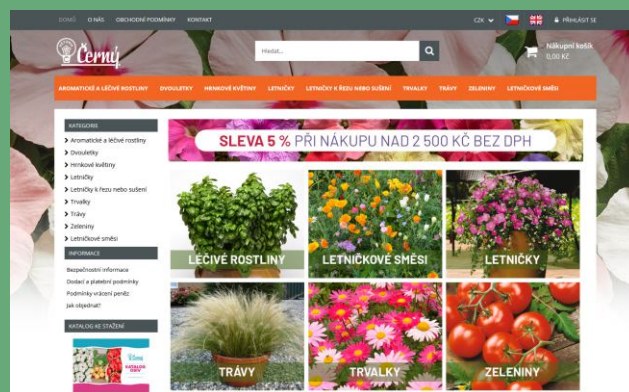 DOMŮ O NÁS OBCHODNÍ PODMÍNKY KONTAKT CZK PŘIHLÁSIT SE
Černý
Hledat...
Nákupní košík
0,00 Kč
AROMATICKÉ A LÉČIVÉ ROSTLINY DVOULETKY HRNKOVÉ KVĚTINY LETNIČKY LETNIČKY K ŘEZU NEBO SUŠENÍ TRVALKY TRÁVY ZELENINY LETNIČKOVÉ SMĚSI
KATEGORIE
Aromatické a léčivé rostliny
Dvouletky
Hrnkové květiny
Letničky
Letničky k řezu nebo sušení
Trvalky
Trávy
Zeleniny
Letničkové směsi
INFORMACE
Bezpečnostní informace
Dodací a platební podmínky
Podmínky vrácení peněz
Jak objednat?
KATALOG KE STAŽENÍ
Černý
KATALOG
OSIV
SLEVA 5 % PŘI NÁKUPU NAD 2 500 KČ BEZ DPH
LÉČIVÉ ROSTLINY
LETNIČKOVÉ SMĚSI
LETNIČKY
TRÁVY
TRVALKY
ZELENINY